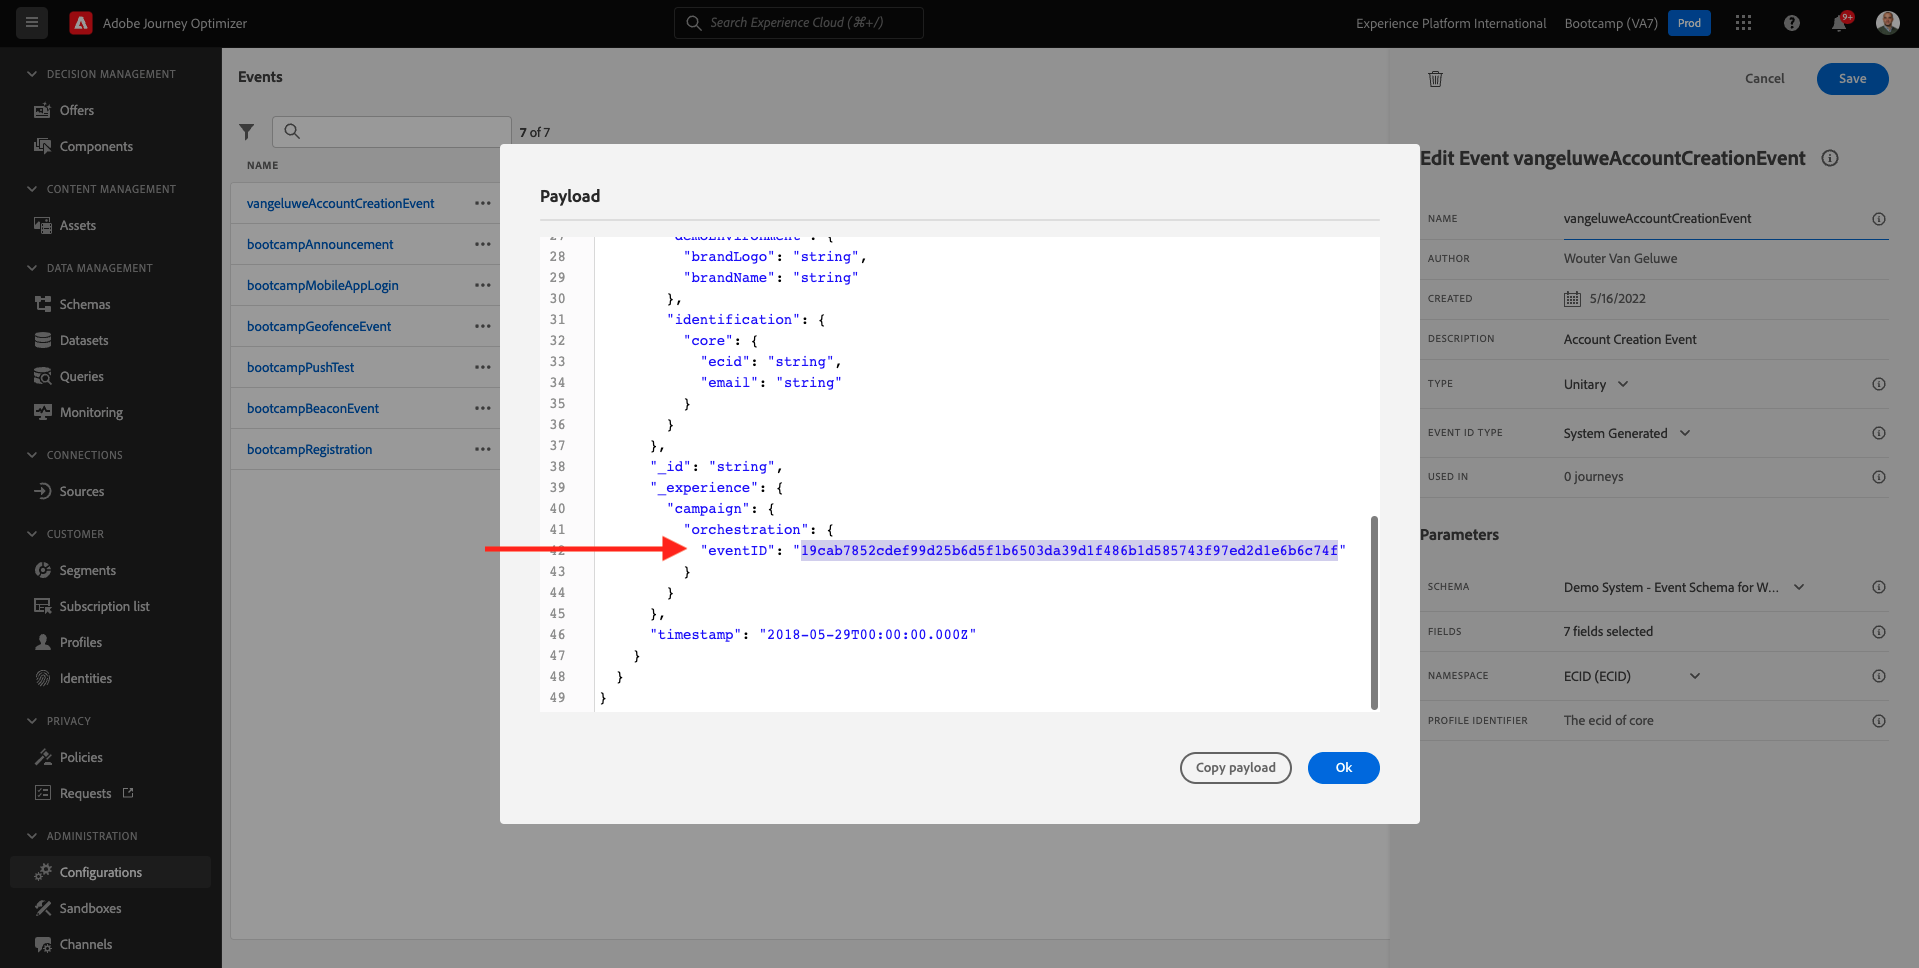 Adobe Journey Optimizer
Search Experience Cloud (⌘+/)
Experience Platform International
Bootcamp (VA7)
Prod
9+
DECISION MANAGEMENT
Offers
Components
CONTENT MANAGEMENT
Assets
DATA MANAGEMENT
Schemas
Datasets
Queries
Monitoring
CONNECTIONS
Sources
CUSTOMER
Segments
Subscription list
Profiles
Identities
PRIVACY
Policies
Requests
ADMINISTRATION
Configurations
Sandboxes
Channels
Events
7 of 7
NAME
vangeluweAccountCreationEvent
bootcampAnnouncement
bootcampMobileAppLogin
bootcampGeofenceEvent
bootcampPushTest
bootcampBeaconEvent
bootcampRegistration
Payload
27 "demoEnvironment": {
28 "brandLogo": "string",
29 "brandName": "string"
30 },
31 "identification": {
32 "core": {
33 "ecid": "string",
34 "email": "string"
35 }
36 }
37 },
38 "_id": "string",
39 "_experience": {
40 "campaign": {
41 "orchestration": {
42 "eventID": "19cab7852cdef99d25b6d5f1b6503da39d1f486b1d585743f97ed2d1e6b6c74f"
43 }
44 }
45 },
46 "timestamp": "2018-05-29T00:00:00.000Z"
47 }
48 }
49 }
Copy payload
Ok
Cancel
Save
Edit Event vangeluweAccountCreationEvent
NAME vangeluweAccountCreationEvent
AUTHOR Wouter Van Geluwe
CREATED 5/16/2022
DESCRIPTION Account Creation Event
TYPE Unitary
EVENT ID TYPE System Generated
USED IN 0 journeys
Parameters
SCHEMA Demo System - Event Schema for W...
FIELDS 7 fields selected
NAMESPACE ECID (ECID)
PROFILE IDENTIFIER The ecid of core